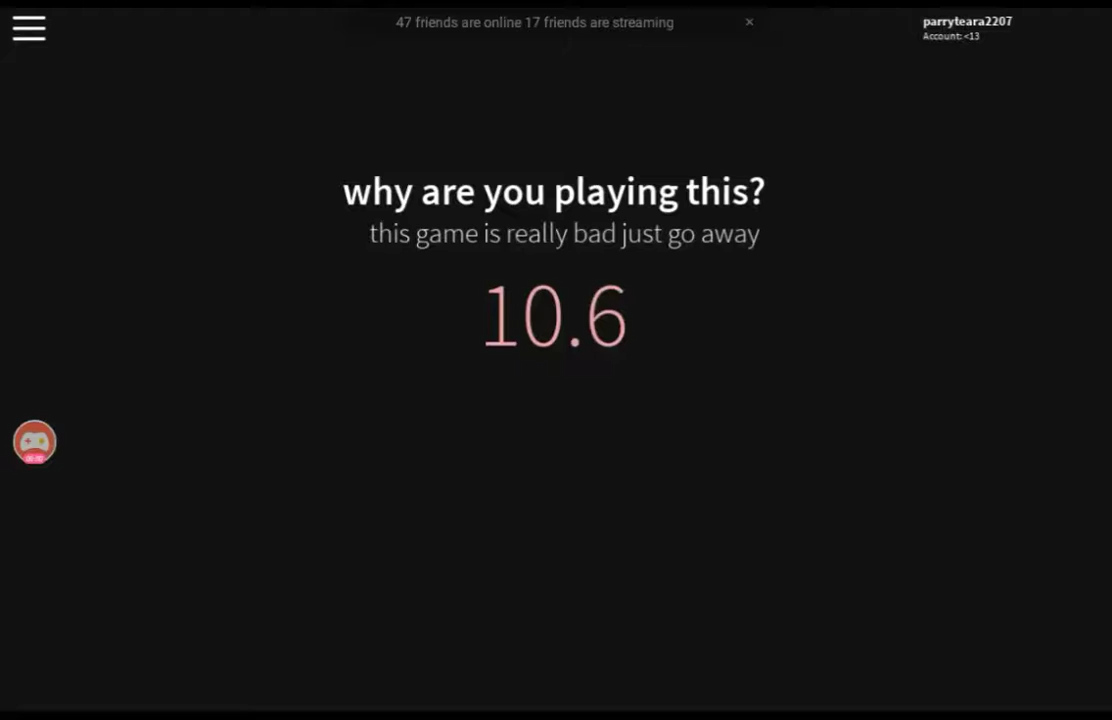 47 friends are online 17 friends are streaming ×
parryteara2207
Account: <13
why are you playing this?
this game is really bad just go away
10.6